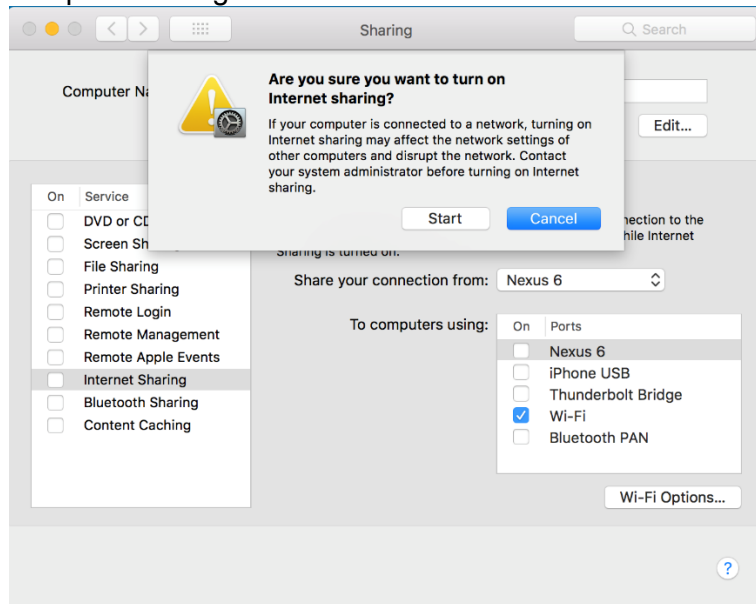 Sharing
Search
Computer Na
Edit...
Are you sure you want to turn on
Internet sharing?
If your computer is connected to a network, turning on
Internet sharing may affect the network settings of
other computers and disrupt the network. Contact
your system administrator before turning on Internet
sharing.
Start
Cancel
On Service
DVD or CD
Screen Sh
File Sharing
Printer Sharing
Remote Login
Remote Management
Remote Apple Events
Internet Sharing
Bluetooth Sharing
Content Caching
nection to the
hile Internet
Sharing is turned on.
Share your connection from: Nexus 6
To computers using:
On Ports
Nexus 6
iPhone USB
Thunderbolt Bridge
Wi-Fi
Bluetooth PAN
Wi-Fi Options...
?